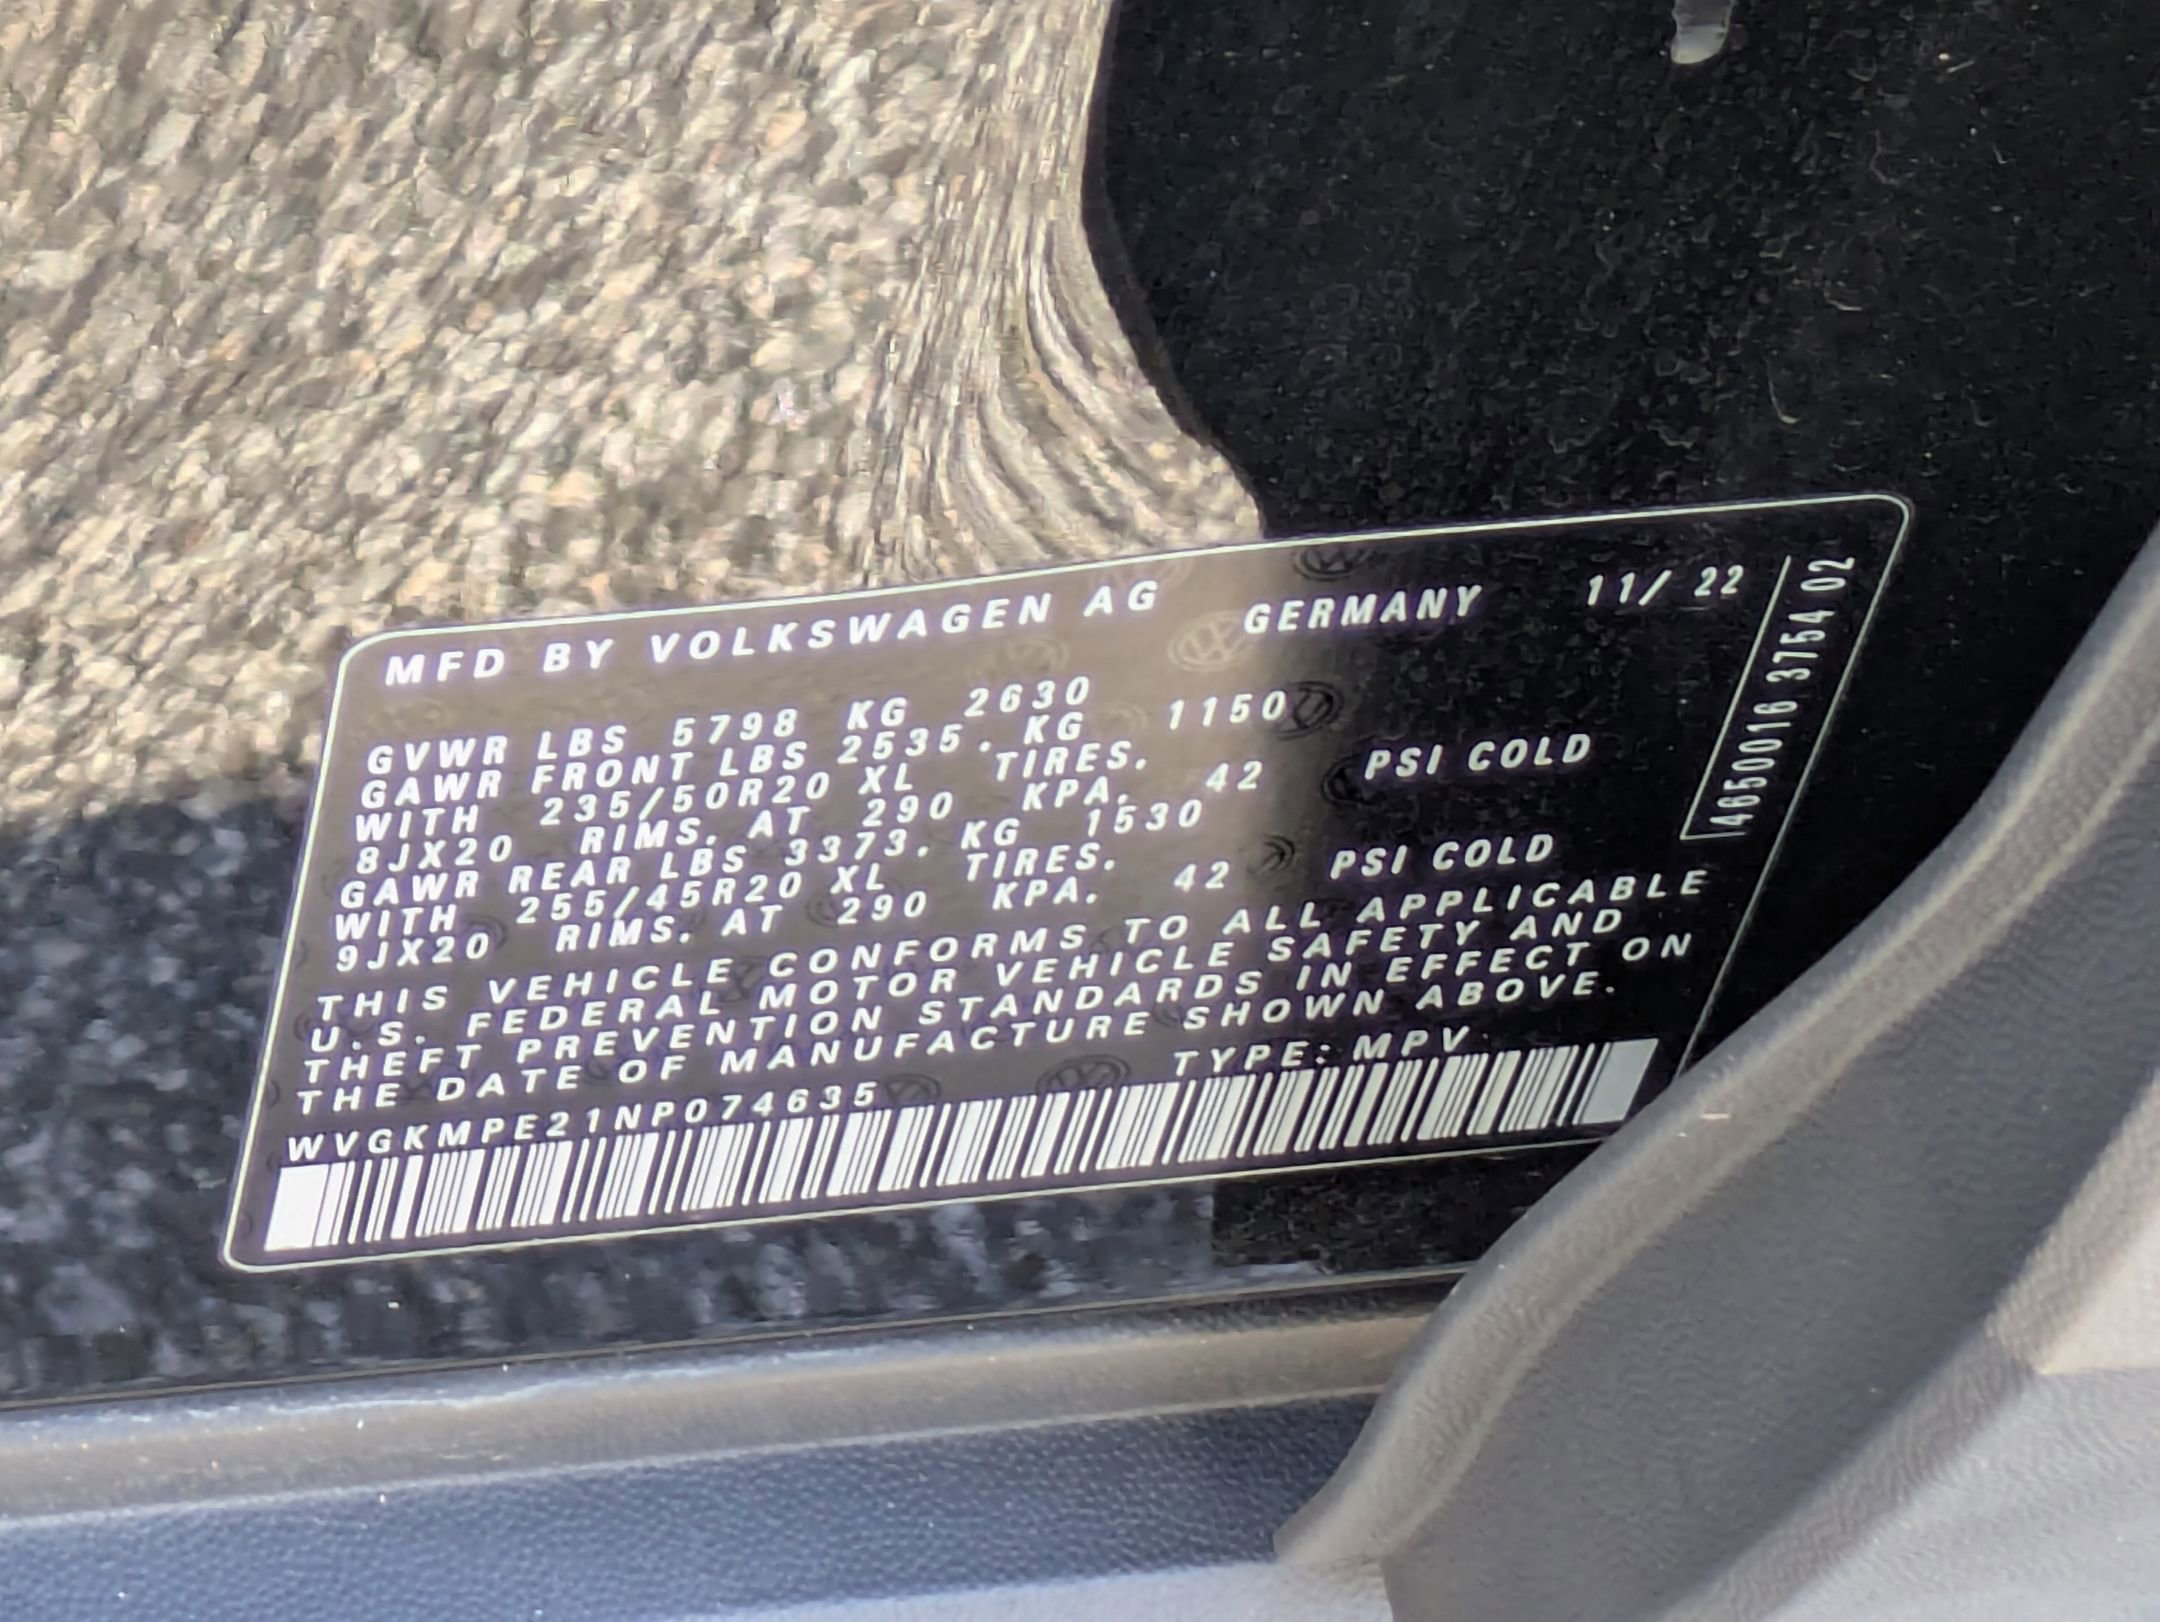 MFD BY VOLKSWAGEN AG GERMANY 11/ 22
GVWR LBS 5798 KG 2630
GAWR FRONT LBS 2535. KG 1150
WITH 235/50R20 XL TIRES.
8JX20 RIMS. AT 290 KPA. 42 PSI COLD
GAWR REAR LBS 3373. KG 1530
WITH 255/45R20 XL TIRES.
9JX20 RIMS. AT 290 KPA. 42 PSI COLD
THIS VEHICLE CONFORMS TO ALL APPLICABLE
U.S. FEDERAL MOTOR VEHICLE SAFETY AND
THEFT PREVENTION STANDARDS IN EFFECT ON
THE DATE OF MANUFACTURE SHOWN ABOVE.
WVGKMPE21NP074635 TYPE: MPV
4650016 3754 02